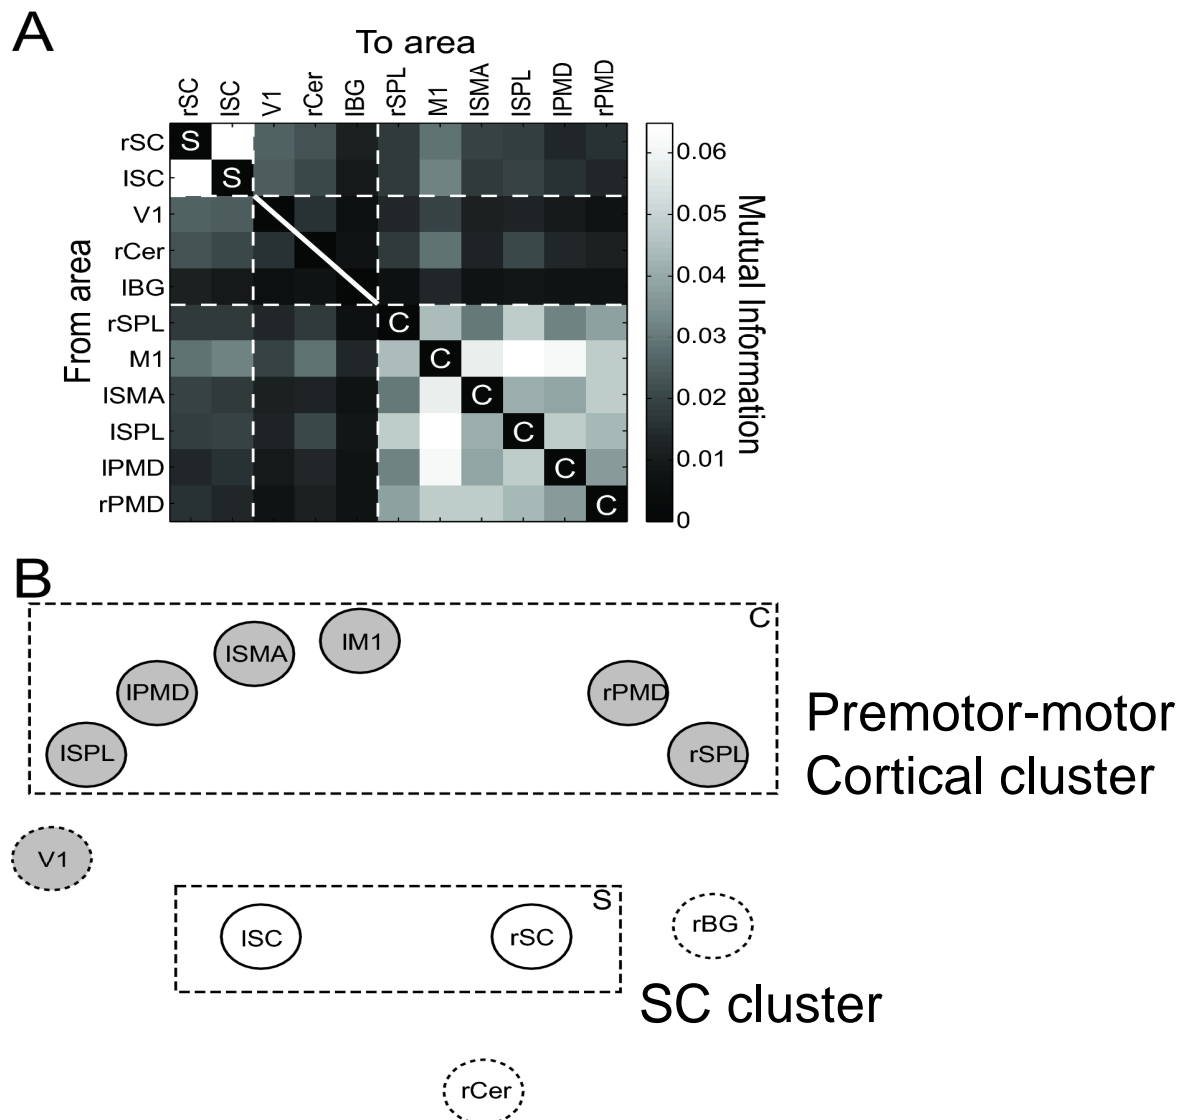 A
To area
rSC lSC V1 rCer lBG rSPL M1 lSMA lSPL lPMD rPMD
rSC
lSC
V1
rCer
lBG
rSPL
M1
lSMA
lSPL
lPMD
rPMD
From area
S
S
C
C
C
C
C
C
0.06
0.05
0.04
0.03
0.02
0.01
0
Mutual Information
B
C
lM1
lSMA
lPMD
rPMD
lSPL
rSPL
Premotor-motor
Cortical cluster
V1
S
lSC
rSC
rBG
SC cluster
rCer